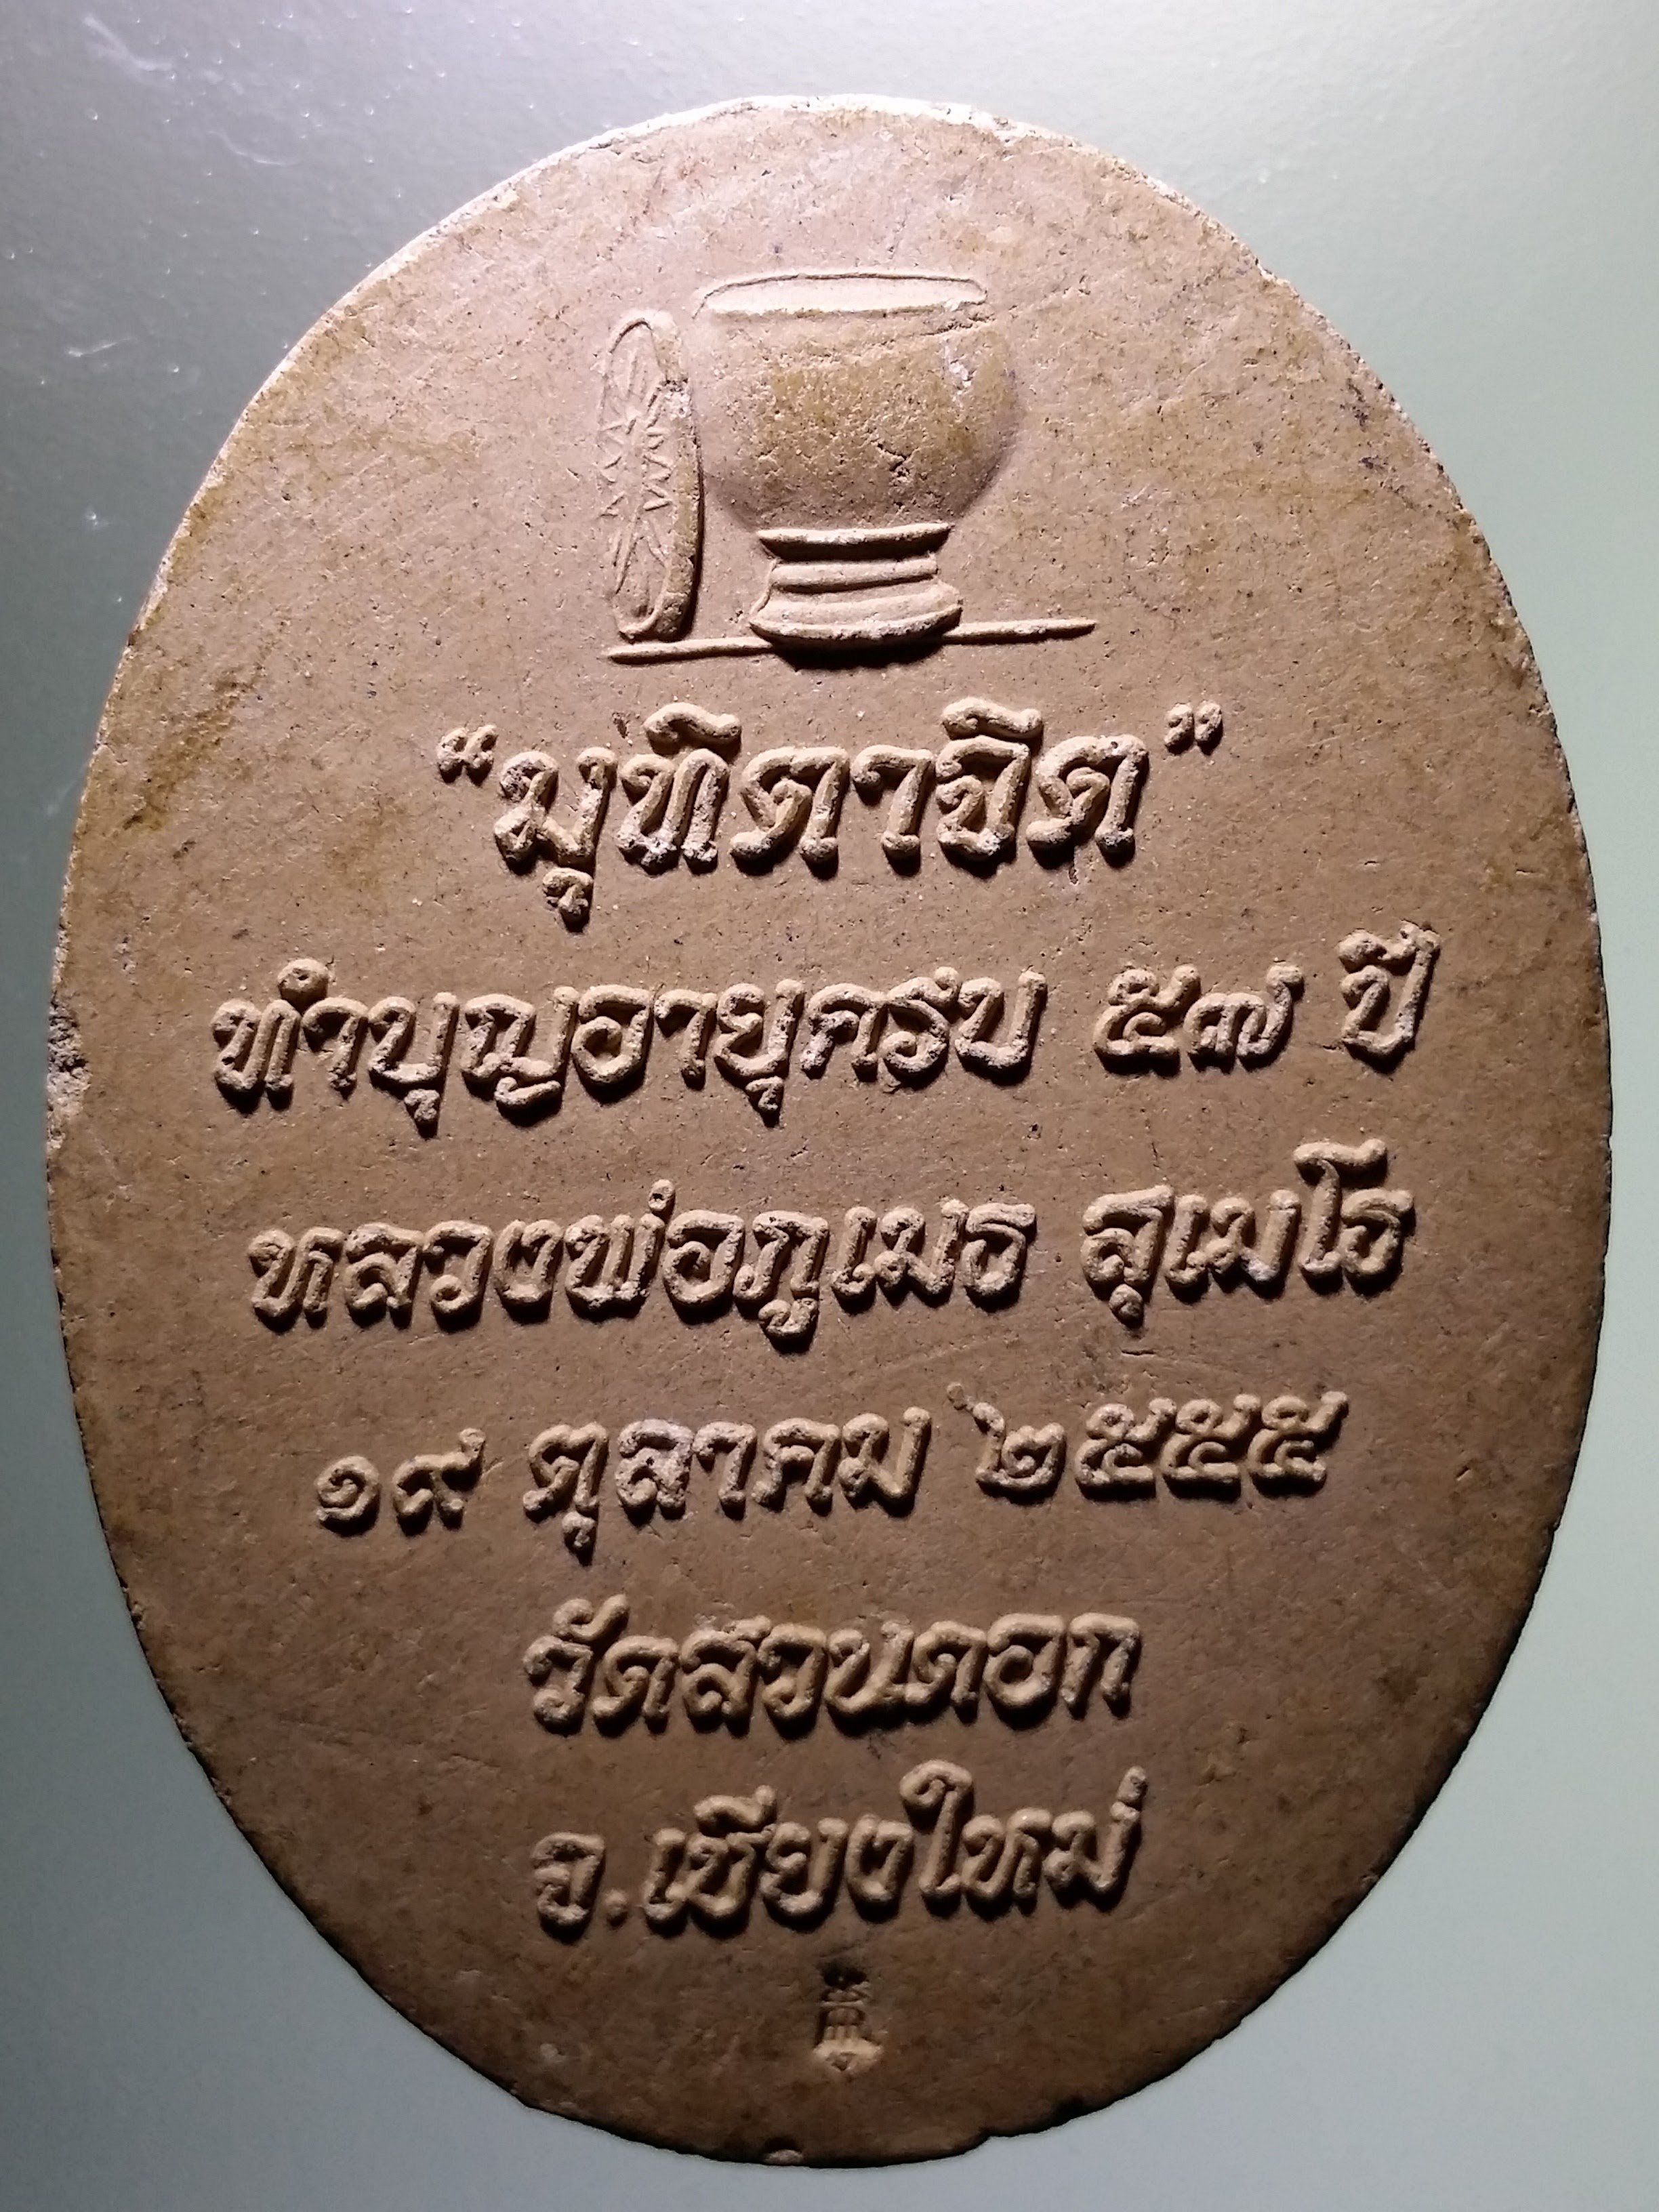 “มุทิตาจิต”
ทำบุญอายุครบ ๕๗ ปี
หลวงพ่อภูเมธ สุเมโธ
๑๙ ตุลาคม ๒๕๕๕
วัดสวนดอก
จ.เชียงใหม่